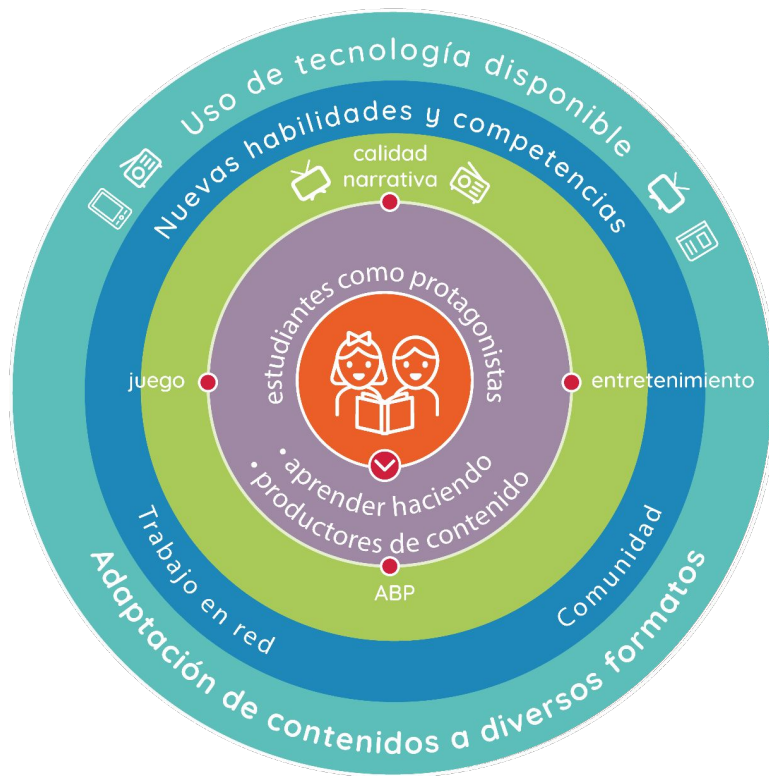 Uso de tecnología disponible
Nuevas habilidades y competencias
calidad
narrativa
estudiantes como protagonistas
juego
entretenimiento
• aprender haciendo
• productores de contenido
ABP
Trabajo en red
Comunidad
Adaptación de contenidos a diversos formatos